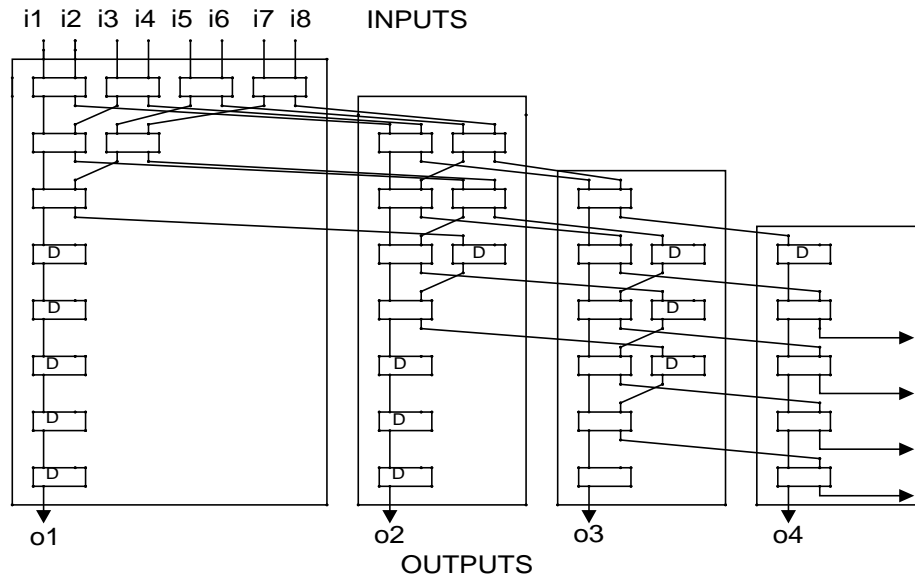 i1 i2 i3 i4 i5 i6 i7 i8 INPUTS
D D D D
D D
D D D
D D
D D
o1 o2 o3 o4
OUTPUTS